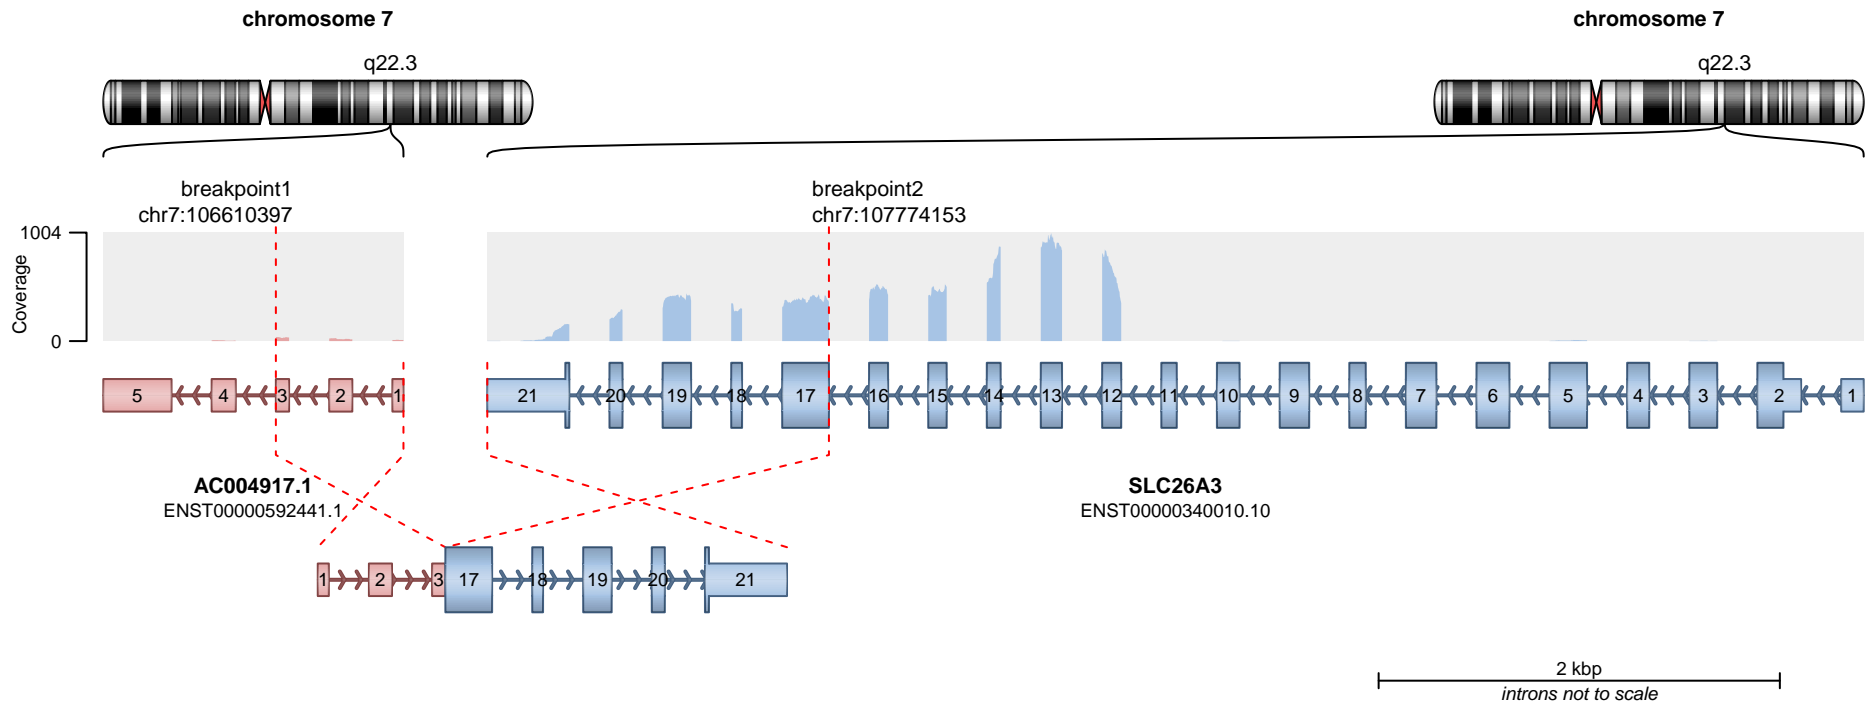 chromosome 7
chromosome 7
q22.3
q22.3
breakpoint1
chr7:106610397
breakpoint2
chr7:107774153
Coverage
1004
0
5 4 3 2 1
21 20 19 18 17 16 15 14 13 12 11 10 9 8 7 6 5 4 3 2 1
AC004917.1
ENST00000592441.1
SLC26A3
ENST00000340010.10
1 2 3 17 18 19 20 21
2 kbp
introns not to scale